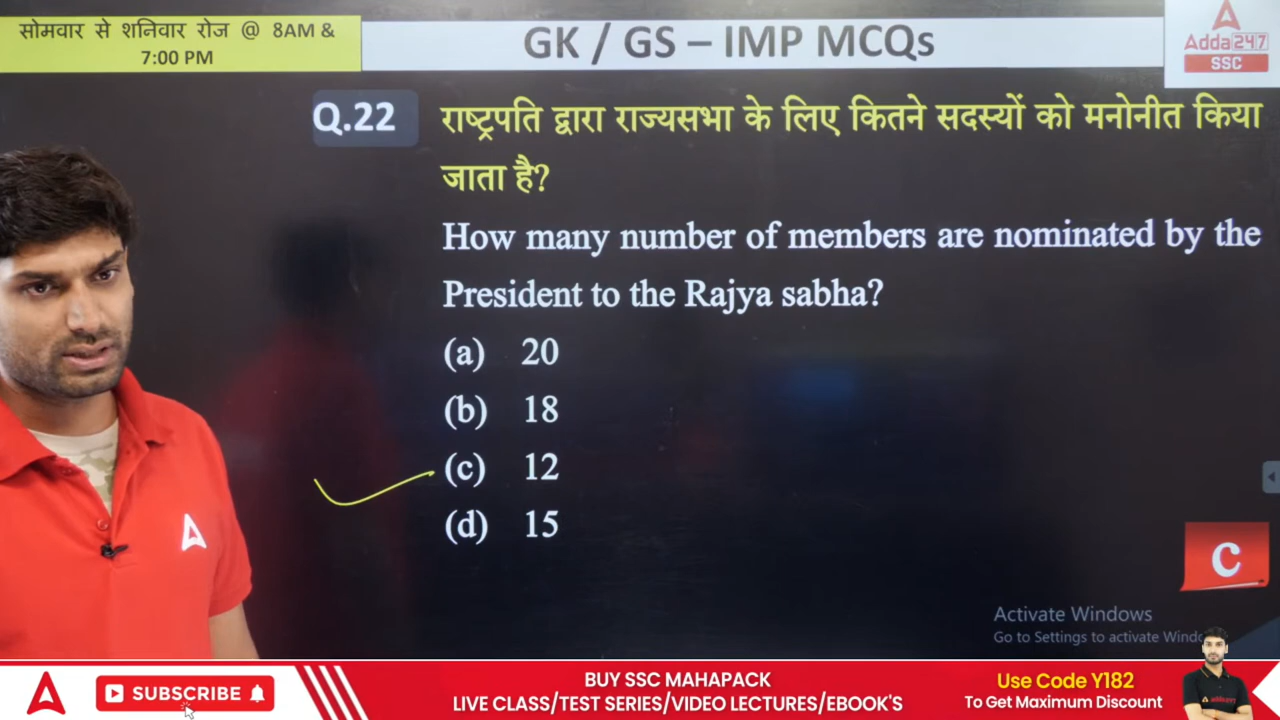 सोमवार से शनिवार रोज @ 8AM &
7:00 PM
GK / GS – IMP MCQs
Adda247
SSC
Q.22
राष्ट्रपति द्वारा राज्यसभा के लिए कितने सदस्यों को मनोनीत किया
जाता है?
How many number of members are nominated by the
President to the Rajya sabha?
(a) 20
(b) 18
(c) 12
(d) 15
C
Activate Windows
Go to Settings to activate
SUBSCRIBE
BUY SSC MAHAPACK
LIVE CLASS/TEST SERIES/VIDEO LECTURES/EBOOK'S
Use Code Y182
To Get Maximum Discount